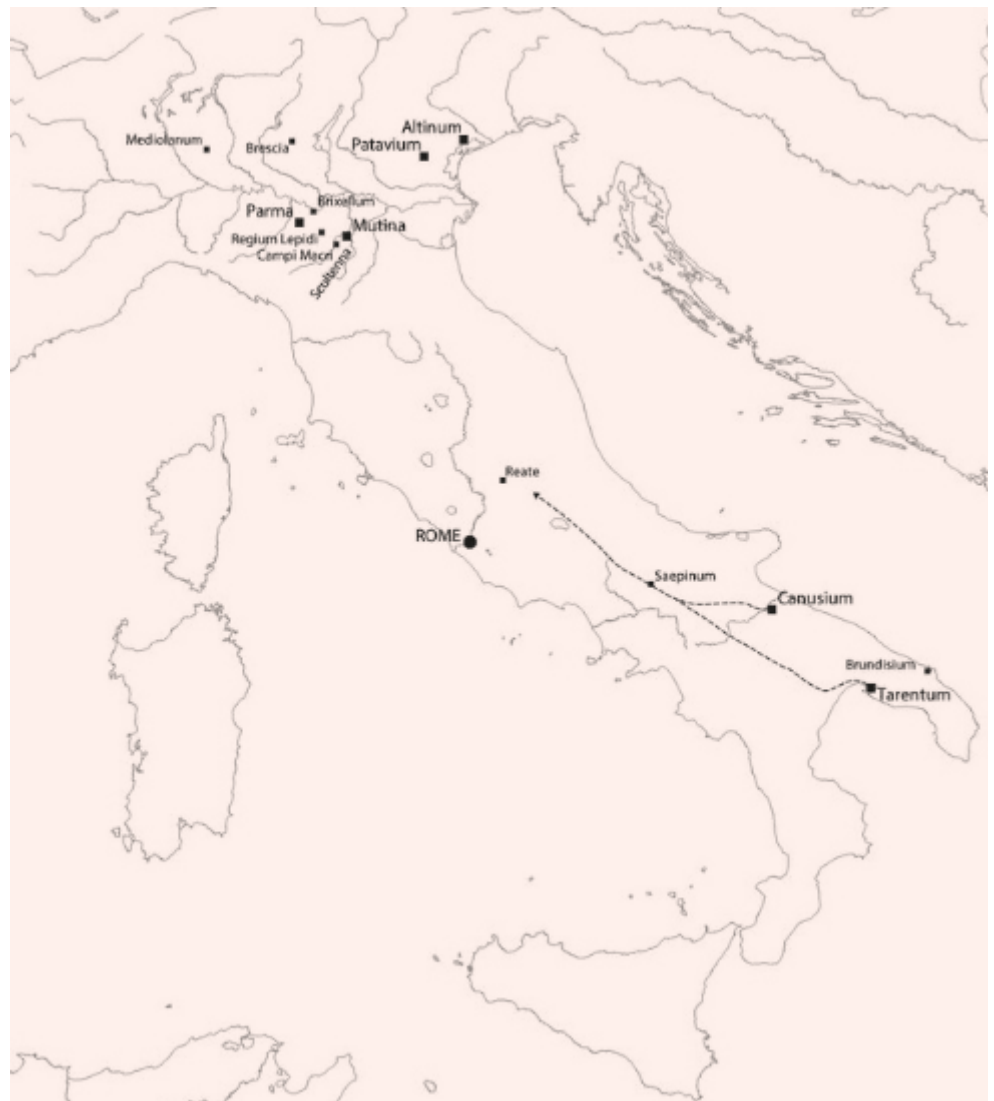 Altinum
Mediolanum
Brescia
Patavium
Brixellum
Parma
Mutina
Regium Lepidi
Campi Macri
Scultenna
Reate
ROME
Saepinum
Canusium
Brundisium
Tarentum